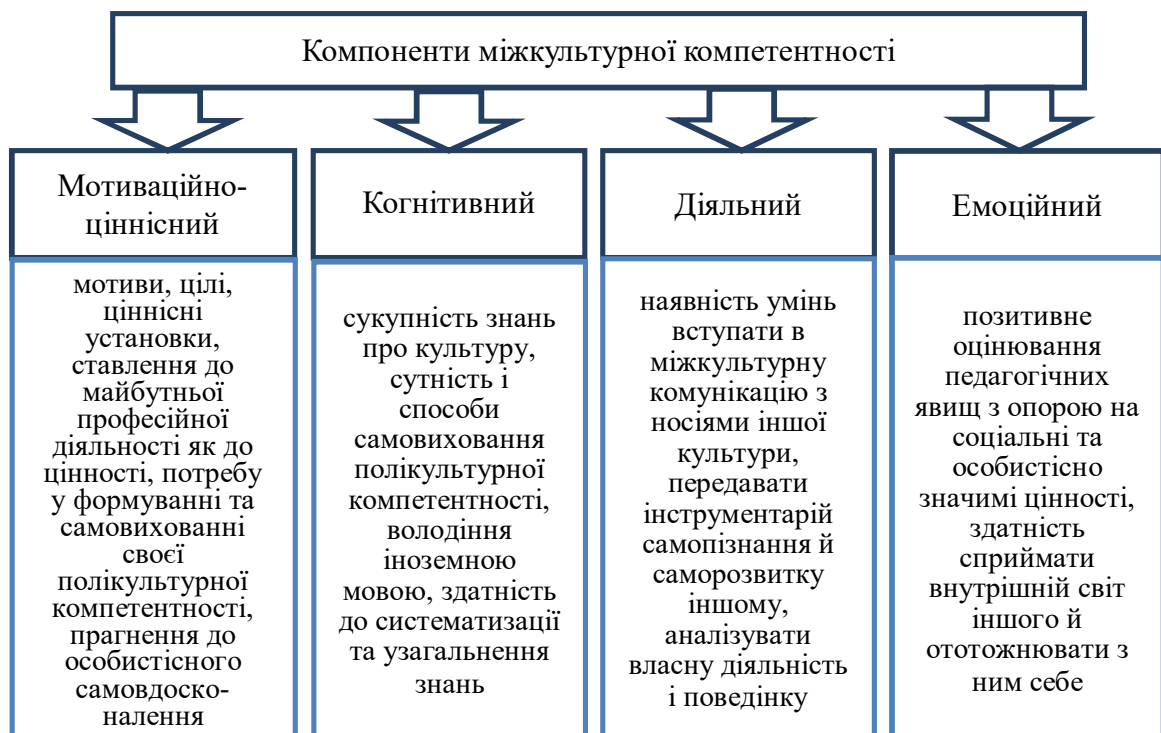 Компоненти міжкультурної компетентності
Мотиваційно-
ціннісний
мотиви, цілі,
ціннісні
установки,
ставлення до
майбутньої
професійної
діяльності як до
цінності, потребу
у формуванні та
самовихованні
своєї
полікультурної
компетентності,
прагнення до
особистісного
самовдоско-
налення
Когнітивний
сукупність знань
про культуру,
сутність і
способи
самовиховання
полікультурної
компетентності,
володіння
іноземною
мовою, здатність
до систематизації
та узагальнення
знань
Діяльний
наявність умінь
вступати в
міжкультурну
комунікацію з
носіями іншої
культури,
передавати
інструментарій
самопізнання й
саморозвитку
іншому,
аналізувати
власну діяльність
і поведінку
Емоційний
позитивне
оцінювання
педагогічних
явищ з опорою на
соціальні та
особистісно
значимі цінності,
здатність
сприймати
внутрішній світ
іншого й
ототожнювати з
ним себе